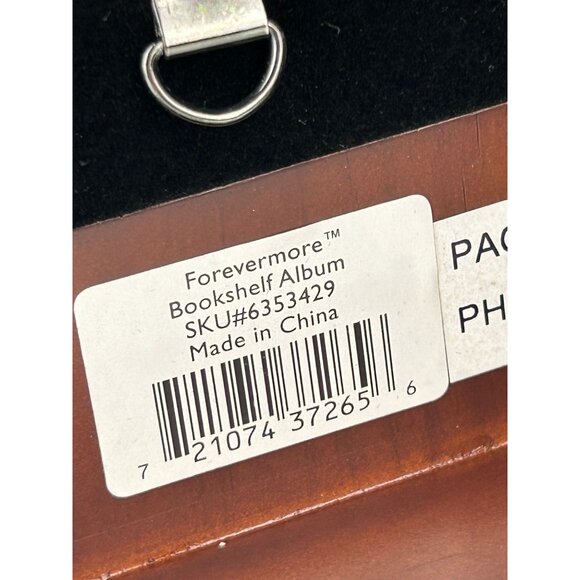 Forevermore™
Bookshelf Album
SKU#6353429
Made in China
7 21074 37265 6
PAC
PH